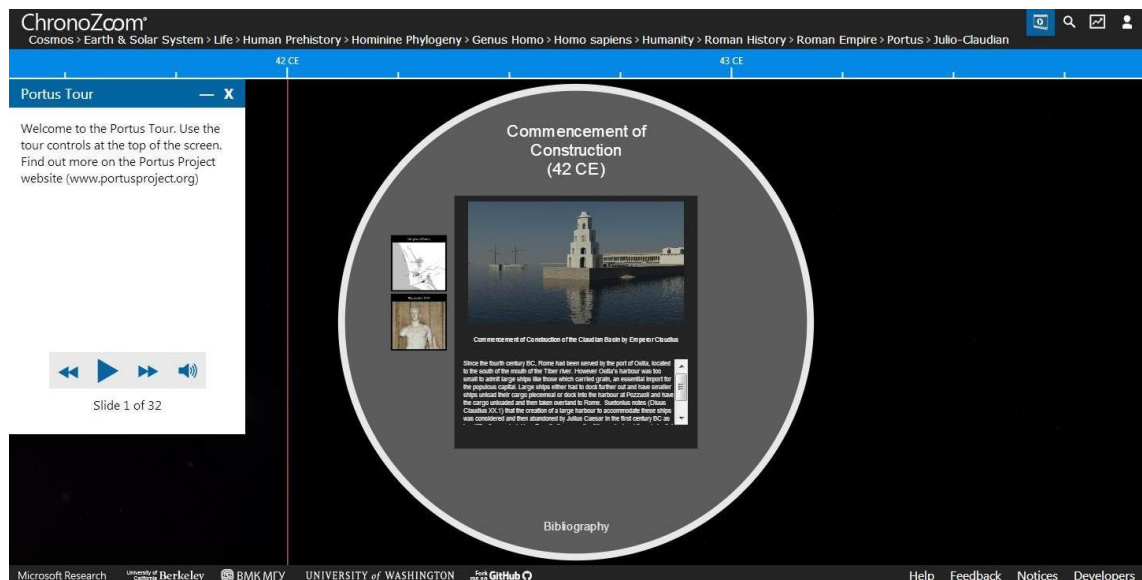 ChronoZoom®
Cosmos > Earth & Solar System > Life > Human Prehistory > Hominine Phylogeny > Genus Homo > Homo sapiens > Humanity > Roman History > Roman Empire > Portus > Julio-Claudian
42 CE
43 CE
Portus Tour
— X
Welcome to the Portus Tour. Use the
tour controls at the top of the screen.
Find out more on the Portus Project
website (www.portusproject.org)
Slide 1 of 32
Commencement of
Construction
(42 CE)
Commencement of Construction of the Claudian Basin by Emperor Claudius
Since the fourth century BC, Rome had been served by the port of Ostia, located
to the south of the mouth of the Tiber river. However Ostia's harbour was too
small to admit large ships like those which carried grain, an essential import for
the populous capital. Large ships either had to dock further out and have smaller
ships unload their cargo piecemeal or dock into the harbour at Pozzuoli and have
the cargo unloaded and then taken overland to Rome. Suetonius notes (Divus
Claudius XX.1) that the creation of a large harbour to accommodate these ships
was considered and then abandoned by Julius Caesar in the first century BC as
Bibliography
Microsoft Research University of California Berkeley ВМК МГУ UNIVERSITY of WASHINGTON Fork me on GitHub
Help Feedback Notices Developers